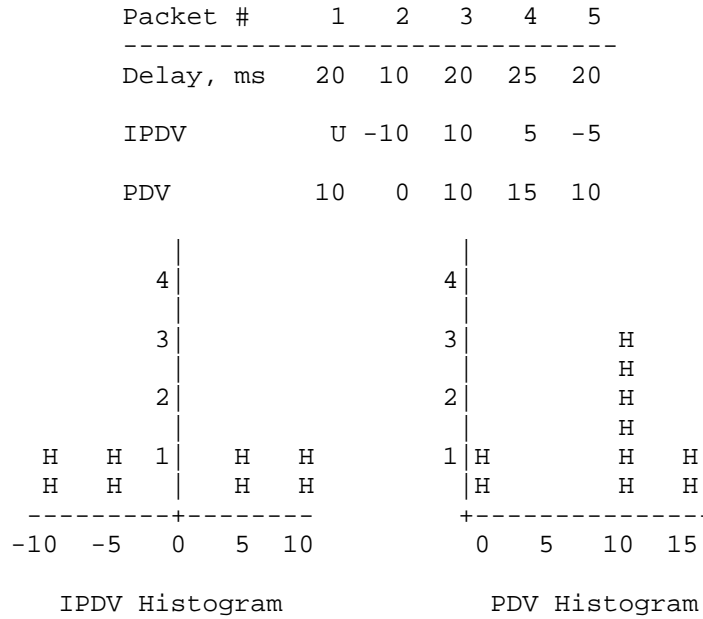 Packet #     1   2   3   4   5
-------------------------------
Delay, ms   20  10  20  25  20
IPDV         U -10  10   5  -5
PDV         10   0  10  15  10
|                 |
4|                4|
|                 |
3|                3|         H
|                 |         H
2|                2|         H
|                 |         H
H   H  1|   H   H        1|H        H   H
H   H   |   H   H         |H        H   H
---------+---------         +---------------
-10  -5   0   5  10            0   5   10  15
IPDV Histogram             PDV Histogram